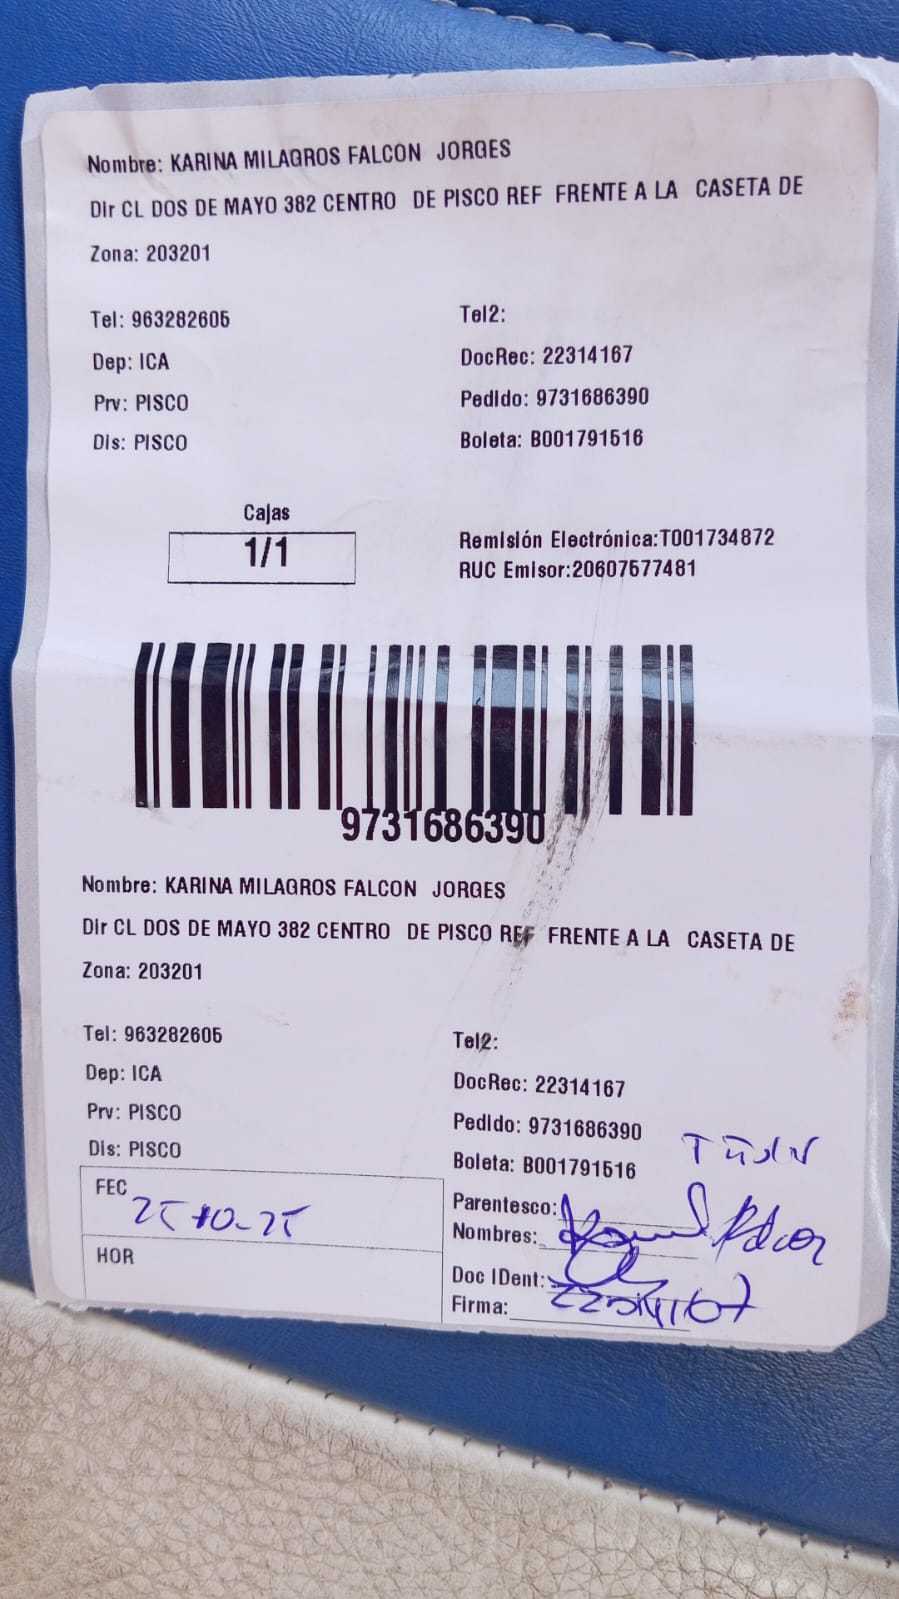 Nombre: KARINA MILAGROS FALCON JORGES
Dir CL DOS DE MAYO 382 CENTRO DE PISCO REF FRENTE A LA CASETA DE
Zona: 203201
Tel: 963282605 Tel2:
Dep: ICA DocRec: 22314167
Prv: PISCO Pedido: 9731686390
Dis: PISCO Boleta: B001791516
Cajas
1/1
Remisión Electrónica:T001734872
RUC Emisor:20607577481
9731686390
Nombre: KARINA MILAGROS FALCON JORGES
Dir CL DOS DE MAYO 382 CENTRO DE PISCO REF FRENTE A LA CASETA DE
Zona: 203201
Tel: 963282605 Tel2:
Dep: ICA DocRec: 22314167
Prv: PISCO Pedido: 9731686390
Dis: PISCO Boleta: B001791516
FEC 25-10-25
HOR
Parentesco:
Nombres:
Doc IDent:
Firma: